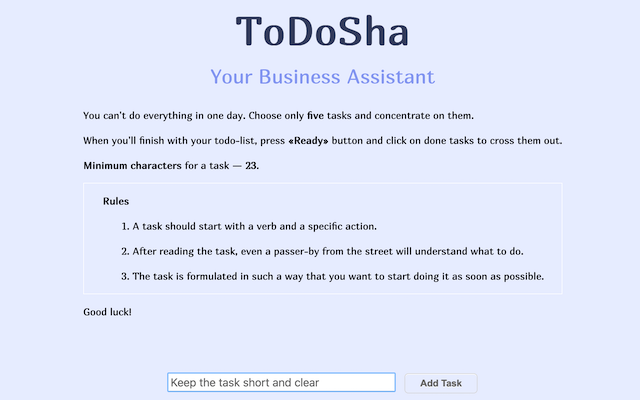 ToDoSha
Your Business Assistant
You can't do everything in one day. Choose only five tasks and concentrate on them.
When you'll finish with your todo-list, press «Ready» button and click on done tasks to cross them out.
Minimum characters for a task — 23.
Rules
1. A task should start with a verb and a specific action.
2. After reading the task, even a passer-by from the street will understand what to do.
3. The task is formulated in such a way that you want to start doing it as soon as possible.
Good luck!
Keep the task short and clear
Add Task